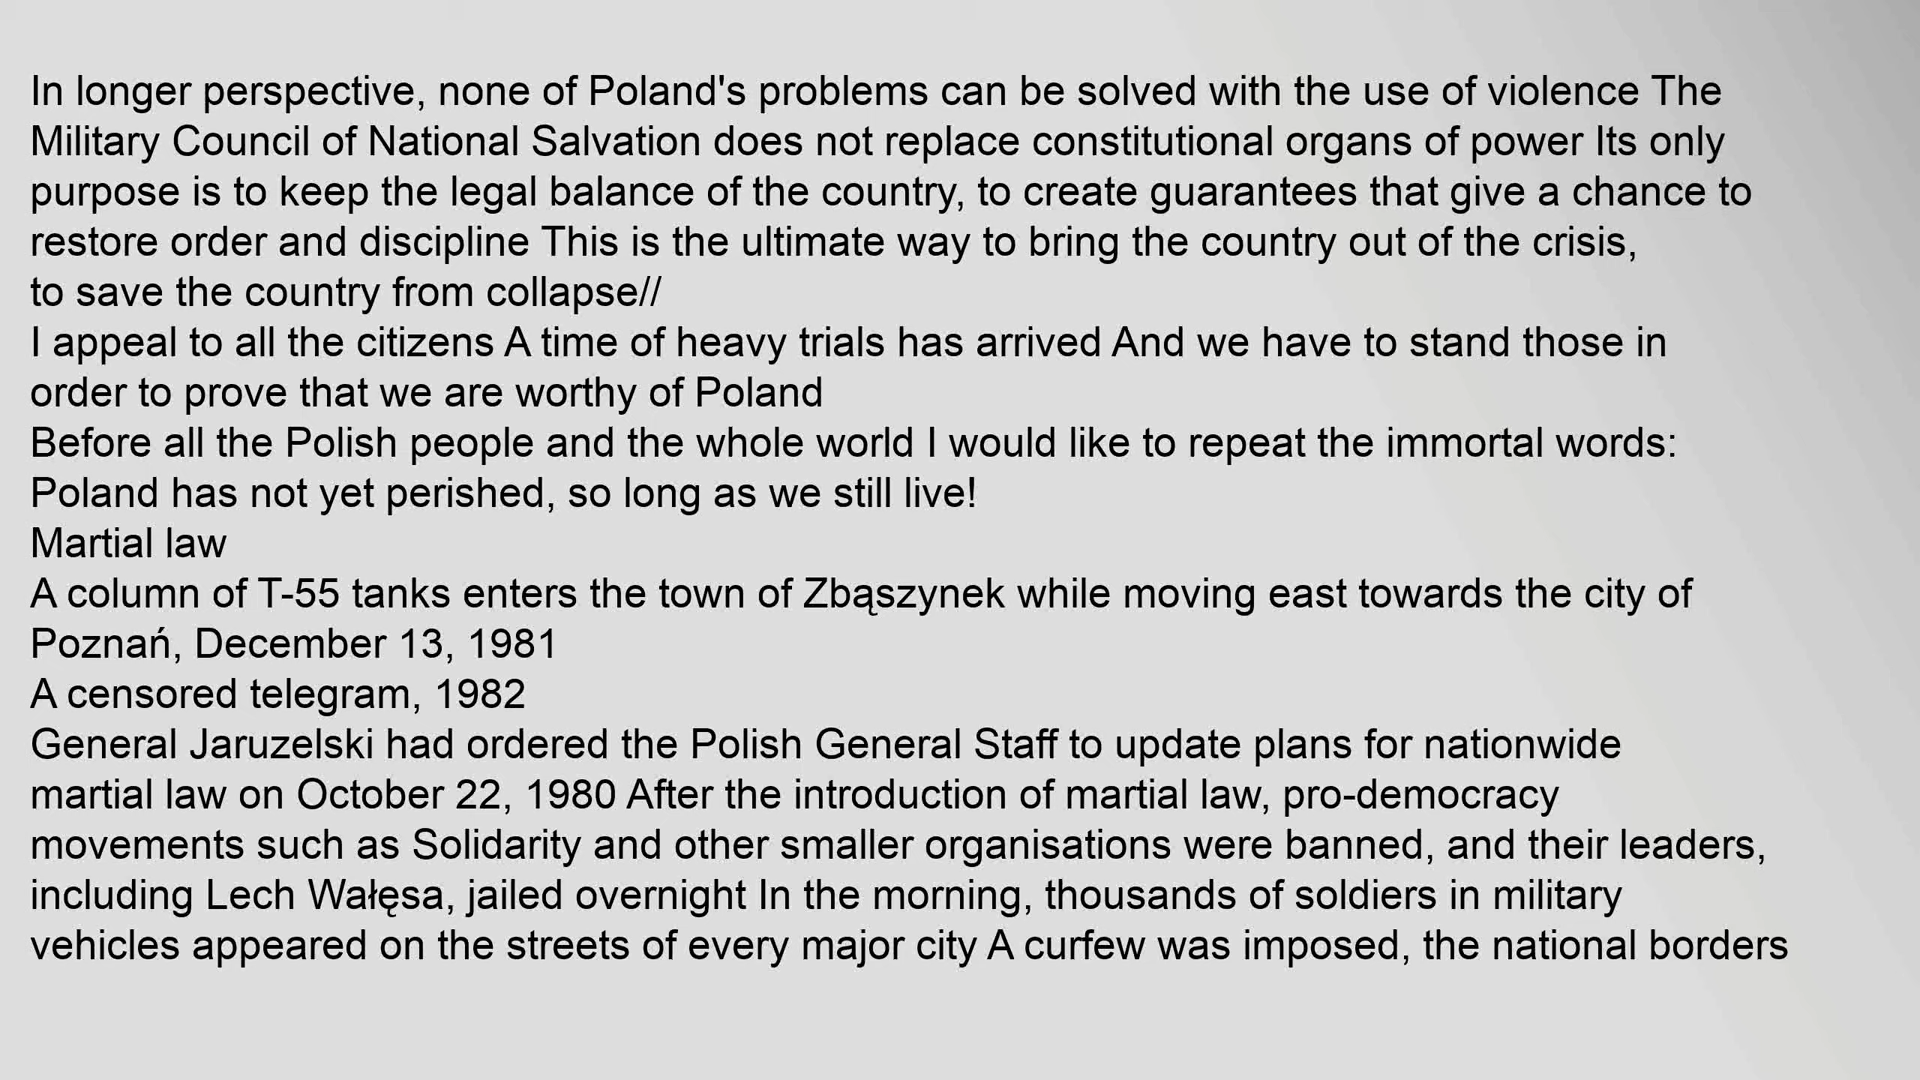 In longer perspective, none of Poland's problems can be solved with the use of violence The
Military Council of National Salvation does not replace constitutional organs of power Its only
purpose is to keep the legal balance of the country, to create guarantees that give a chance to
restore order and discipline This is the ultimate way to bring the country out of the crisis,
to save the country from collapse//
I appeal to all the citizens A time of heavy trials has arrived And we have to stand those in
order to prove that we are worthy of Poland
Before all the Polish people and the whole world I would like to repeat the immortal words:
Poland has not yet perished, so long as we still live!
Martial law
A column of T-55 tanks enters the town of Zbąszynek while moving east towards the city of
Poznań, December 13, 1981
A censored telegram, 1982
General Jaruzelski had ordered the Polish General Staff to update plans for nationwide
martial law on October 22, 1980 After the introduction of martial law, pro-democracy
movements such as Solidarity and other smaller organisations were banned, and their leaders,
including Lech Wałęsa, jailed overnight In the morning, thousands of soldiers in military
vehicles appeared on the streets of every major city A curfew was imposed, the national borders